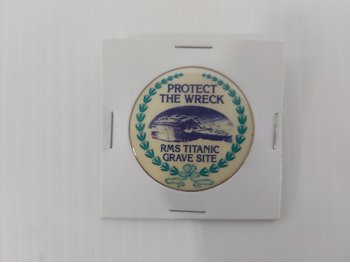 PROTECT
THE WRECK
RMS TITANIC
GRAVE SITE